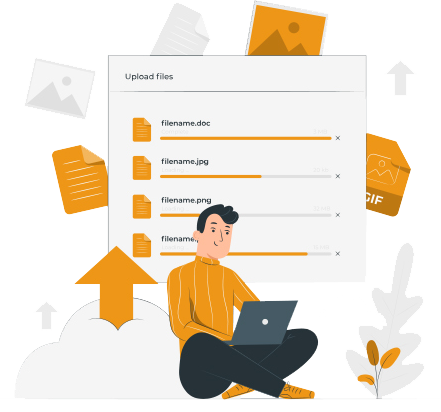 Upload files
filename.doc
×
filename.jpg
×
filename.png
×
filename.
×
GIF